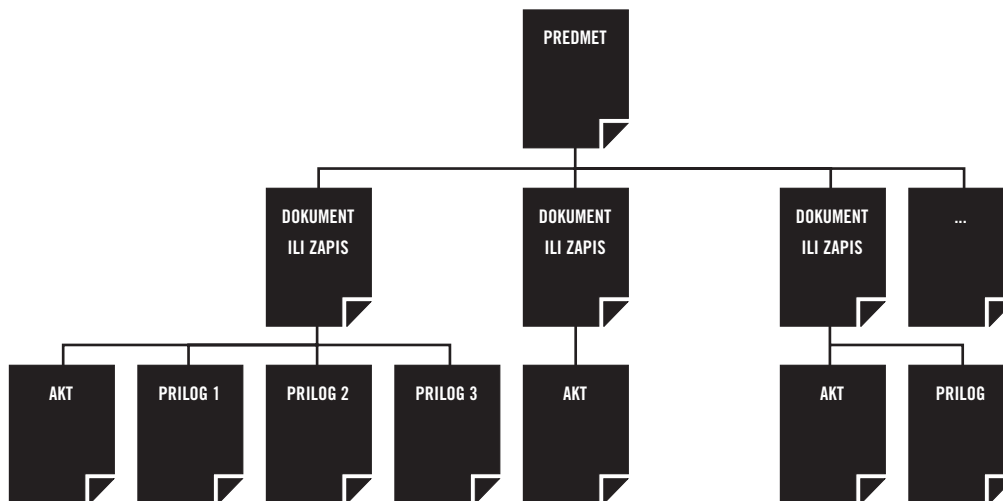 PREDMET
DOKUMENT
ILI ZAPIS
DOKUMENT
ILI ZAPIS
DOKUMENT
ILI ZAPIS
...
AKT
PRILOG 1
PRILOG 2
PRILOG 3
AKT
AKT
PRILOG